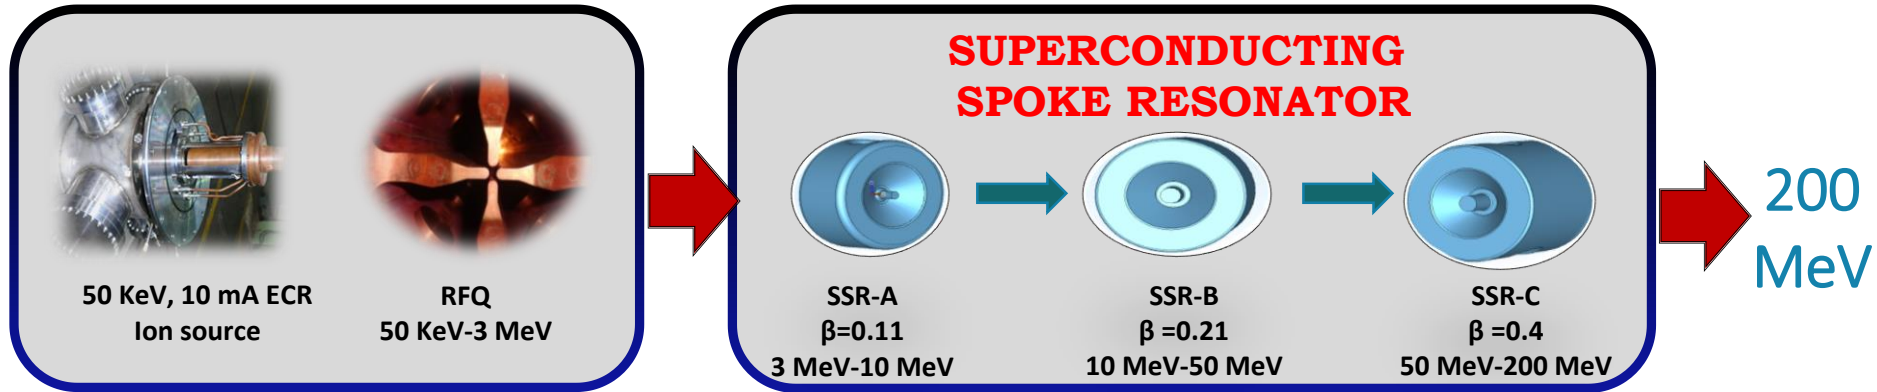 50 KeV, 10 mA ECR
Ion source
RFQ
50 KeV-3 MeV
SUPERCONDUCTING
SPOKE RESONATOR
SSR-A
β=0.11
3 MeV-10 MeV
SSR-B
β =0.21
10 MeV-50 MeV
SSR-C
β =0.4
50 MeV-200 MeV
200
MeV